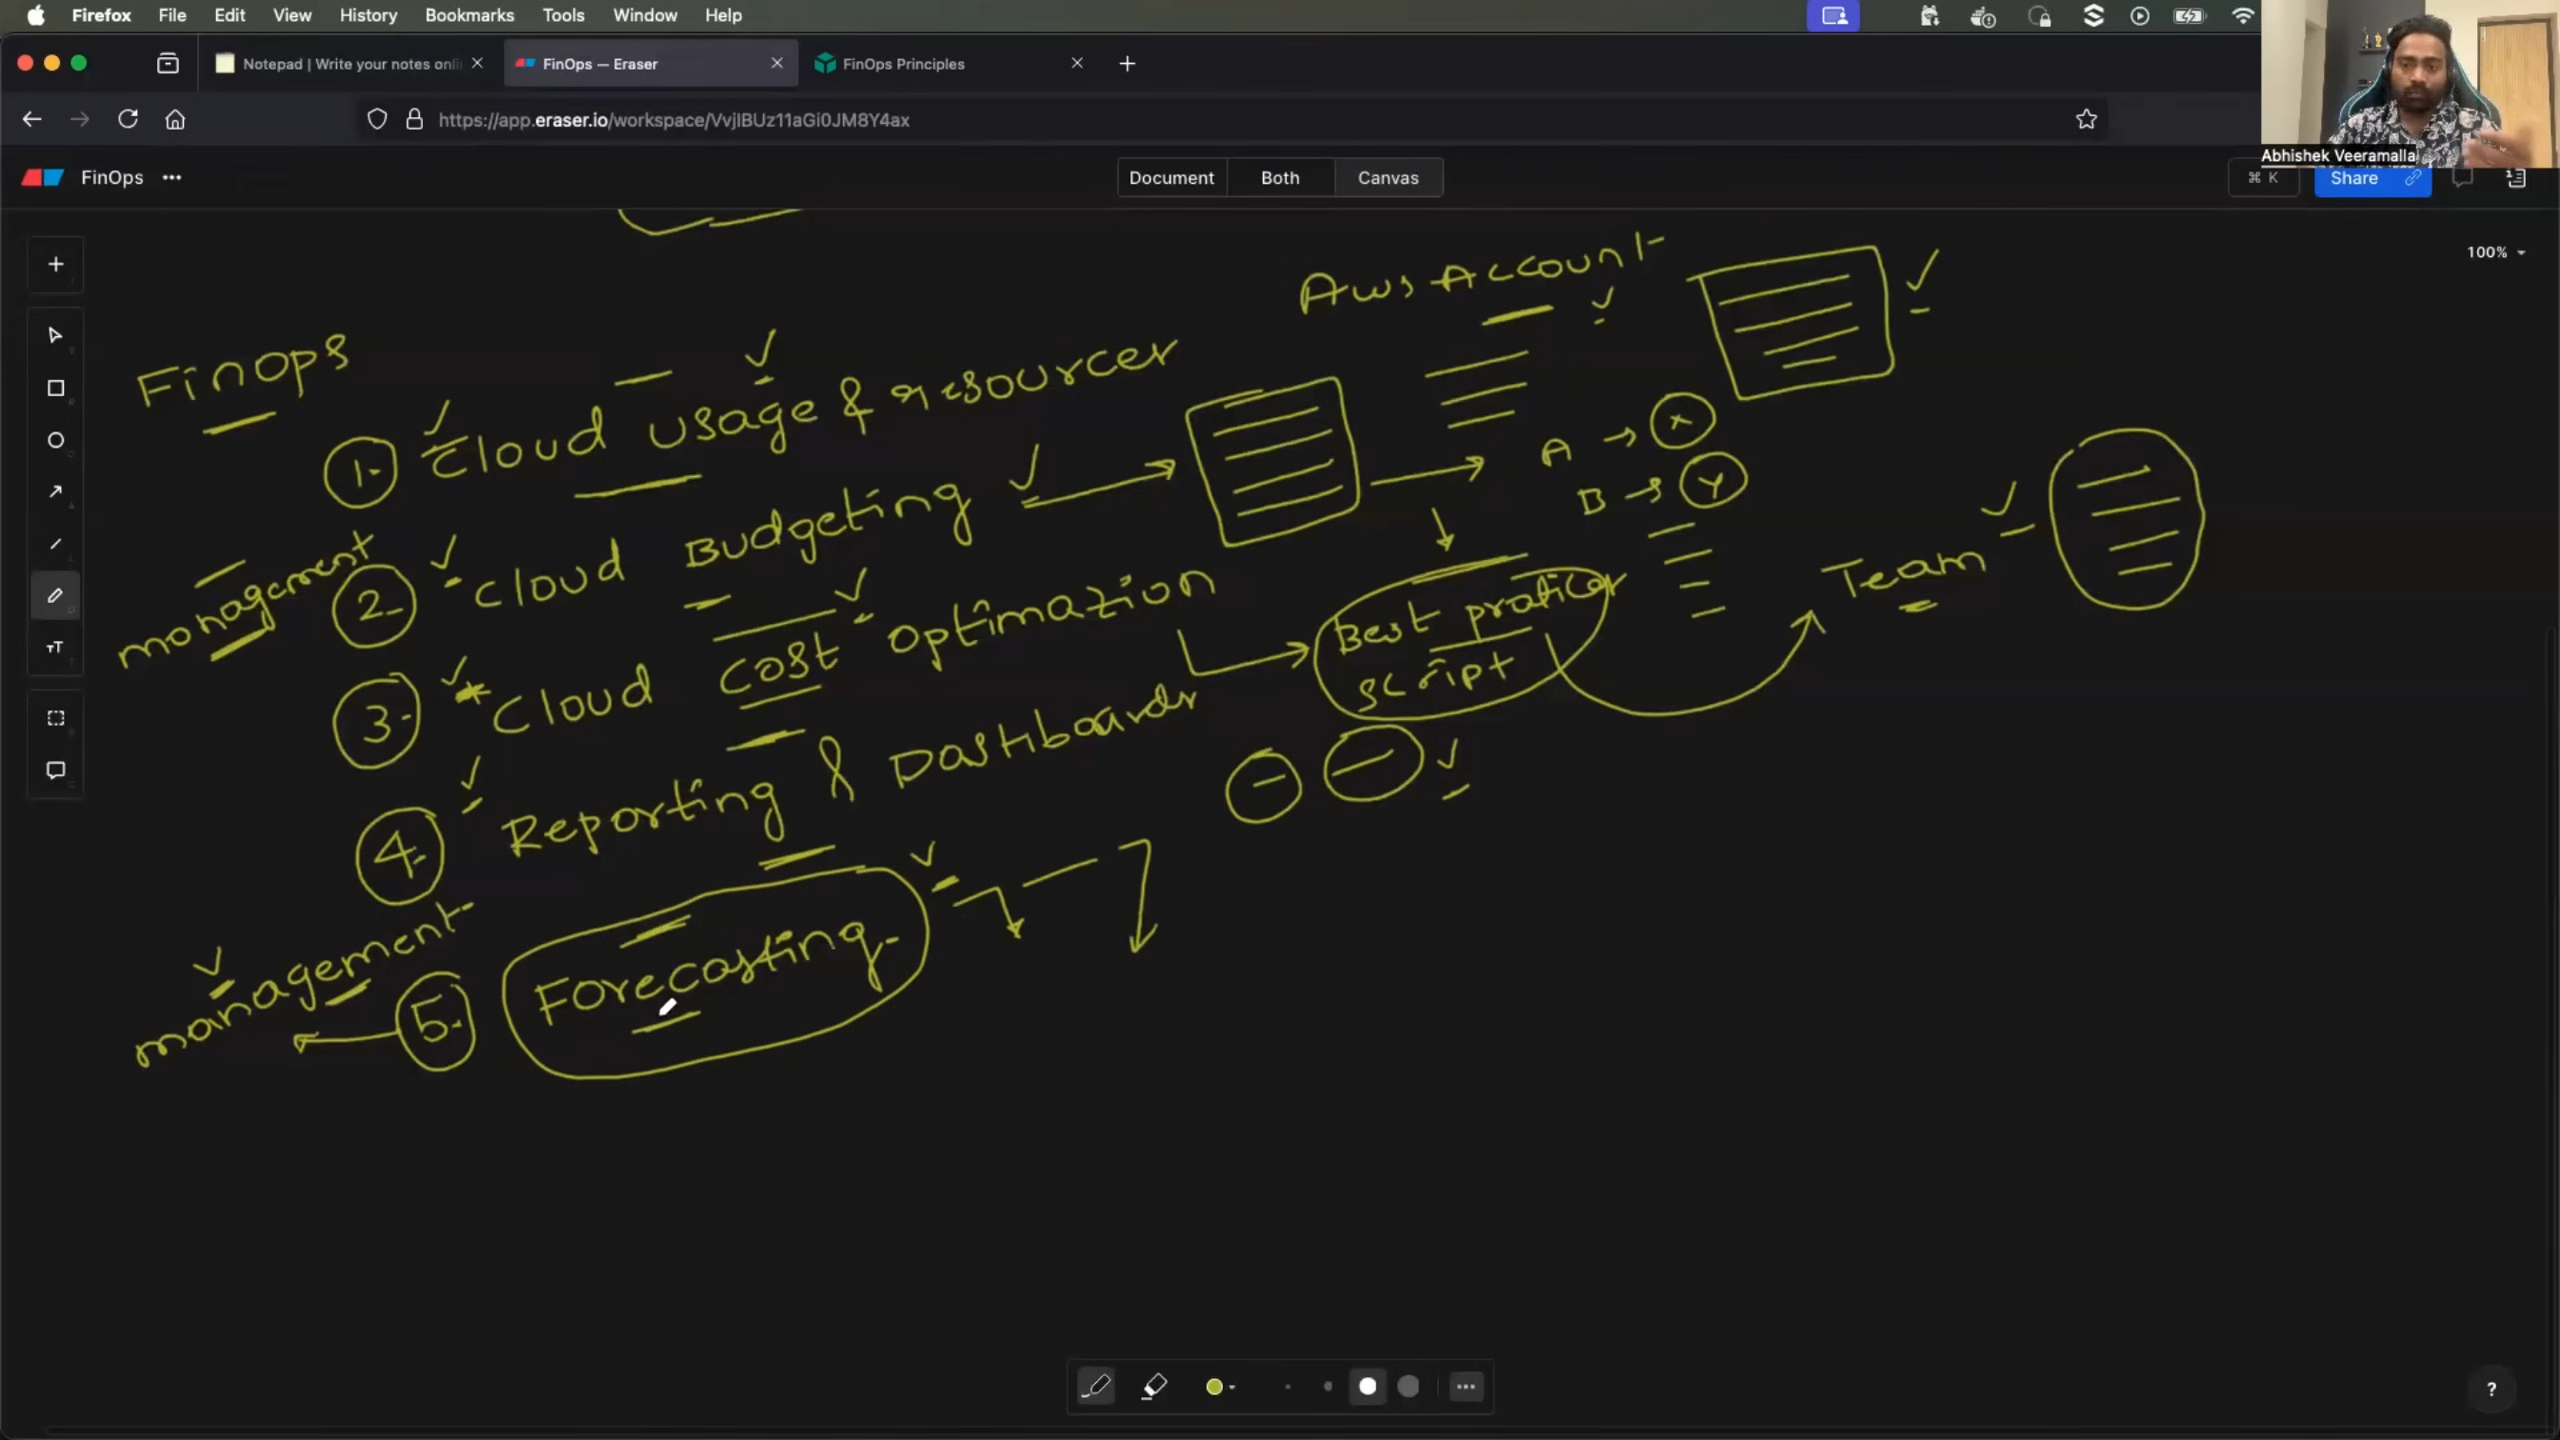 Firefox File Edit View History Bookmarks Tools Window Help
Notepad | Write your notes onli
FinOps — Eraser
FinOps Principles
https://app.eraser.io/workspace/VvjIBUz11aGi0JM8Y4ax
Abhishek Veeramalla
FinOps ...
Document Both Canvas
⌘ K
Share
100%
AWS Account
Finops
1. Cloud usage & resources
A → X
B → Y
management
2. Cloud Budgeting
Team
3. * Cloud cost optimazion
Best pratices
script
4. Reporting & Dashboards
management
5. Forecasting
?